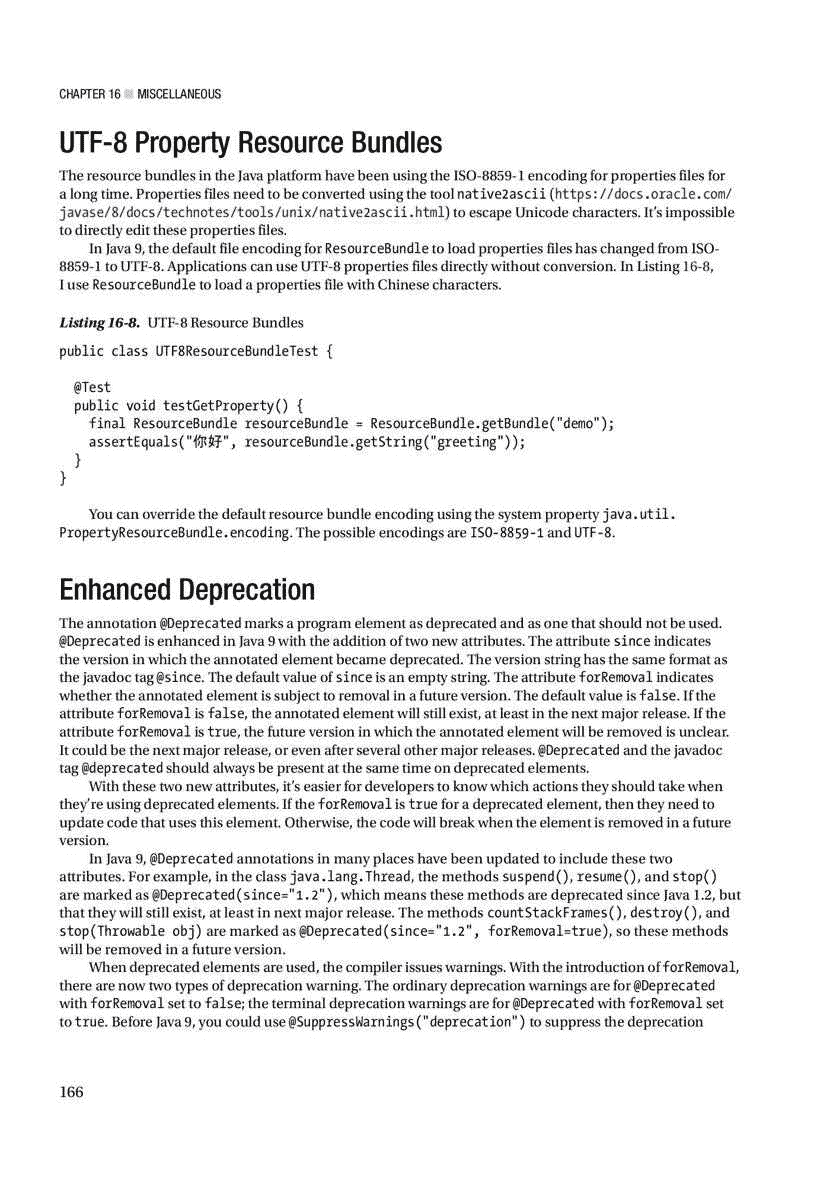 CHAPTER 16 ■ MISCELLANEOUS
UTF-8 Property Resource Bundles
The resource bundles in the Java platform have been using the ISO-8859-1 encoding for properties files for
a long time. Properties files need to be converted using the tool native2ascii (https://docs.oracle.com/
javase/8/docs/technotes/tools/unix/native2ascii.html) to escape Unicode characters. It’s impossible
to directly edit these properties files.
In Java 9, the default file encoding for ResourceBundle to load properties files has changed from ISO-
8859-1 to UTF-8. Applications can use UTF-8 properties files directly without conversion. In Listing 16-8,
I use ResourceBundle to load a properties file with Chinese characters.
Listing 16-8. UTF-8 Resource Bundles
public class UTF8ResourceBundleTest {
@Test
public void testGetProperty() {
final ResourceBundle resourceBundle = ResourceBundle.getBundle("demo");
assertEquals("你好", resourceBundle.getString("greeting"));
}
}
You can override the default resource bundle encoding using the system property java.util.
PropertyResourceBundle.encoding. The possible encodings are ISO-8859-1 and UTF-8.
Enhanced Deprecation
The annotation @Deprecated marks a program element as deprecated and as one that should not be used.
@Deprecated is enhanced in Java 9 with the addition of two new attributes. The attribute since indicates
the version in which the annotated element became deprecated. The version string has the same format as
the javadoc tag @since. The default value of since is an empty string. The attribute forRemoval indicates
whether the annotated element is subject to removal in a future version. The default value is false. If the
attribute forRemoval is false, the annotated element will still exist, at least in the next major release. If the
attribute forRemoval is true, the future version in which the annotated element will be removed is unclear.
It could be the next major release, or even after several other major releases. @Deprecated and the javadoc
tag @deprecated should always be present at the same time on deprecated elements.
With these two new attributes, it’s easier for developers to know which actions they should take when
they’re using deprecated elements. If the forRemoval is true for a deprecated element, then they need to
update code that uses this element. Otherwise, the code will break when the element is removed in a future
version.
In Java 9, @Deprecated annotations in many places have been updated to include these two
attributes. For example, in the class java.lang.Thread, the methods suspend(), resume(), and stop()
are marked as @Deprecated(since="1.2"), which means these methods are deprecated since Java 1.2, but
that they will still exist, at least in next major release. The methods countStackFrames(), destroy(), and
stop(Throwable obj) are marked as @Deprecated(since="1.2", forRemoval=true), so these methods
will be removed in a future version.
When deprecated elements are used, the compiler issues warnings. With the introduction of forRemoval,
there are now two types of deprecation warning. The ordinary deprecation warnings are for @Deprecated
with forRemoval set to false; the terminal deprecation warnings are for @Deprecated with forRemoval set
to true. Before Java 9, you could use @SuppressWarnings("deprecation") to suppress the deprecation
166